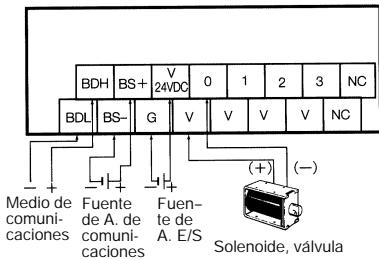 V
BDH BS+ 24VDC 0 1 2 3 NC
BDL BS- G V V V V NC
(+) (-)
- + - + - +
Medio de
comuni-
caciones
Fuente
de A. de
comuni-
caciones
Fuen-
te de
A. E/S
Solenoide, válvula